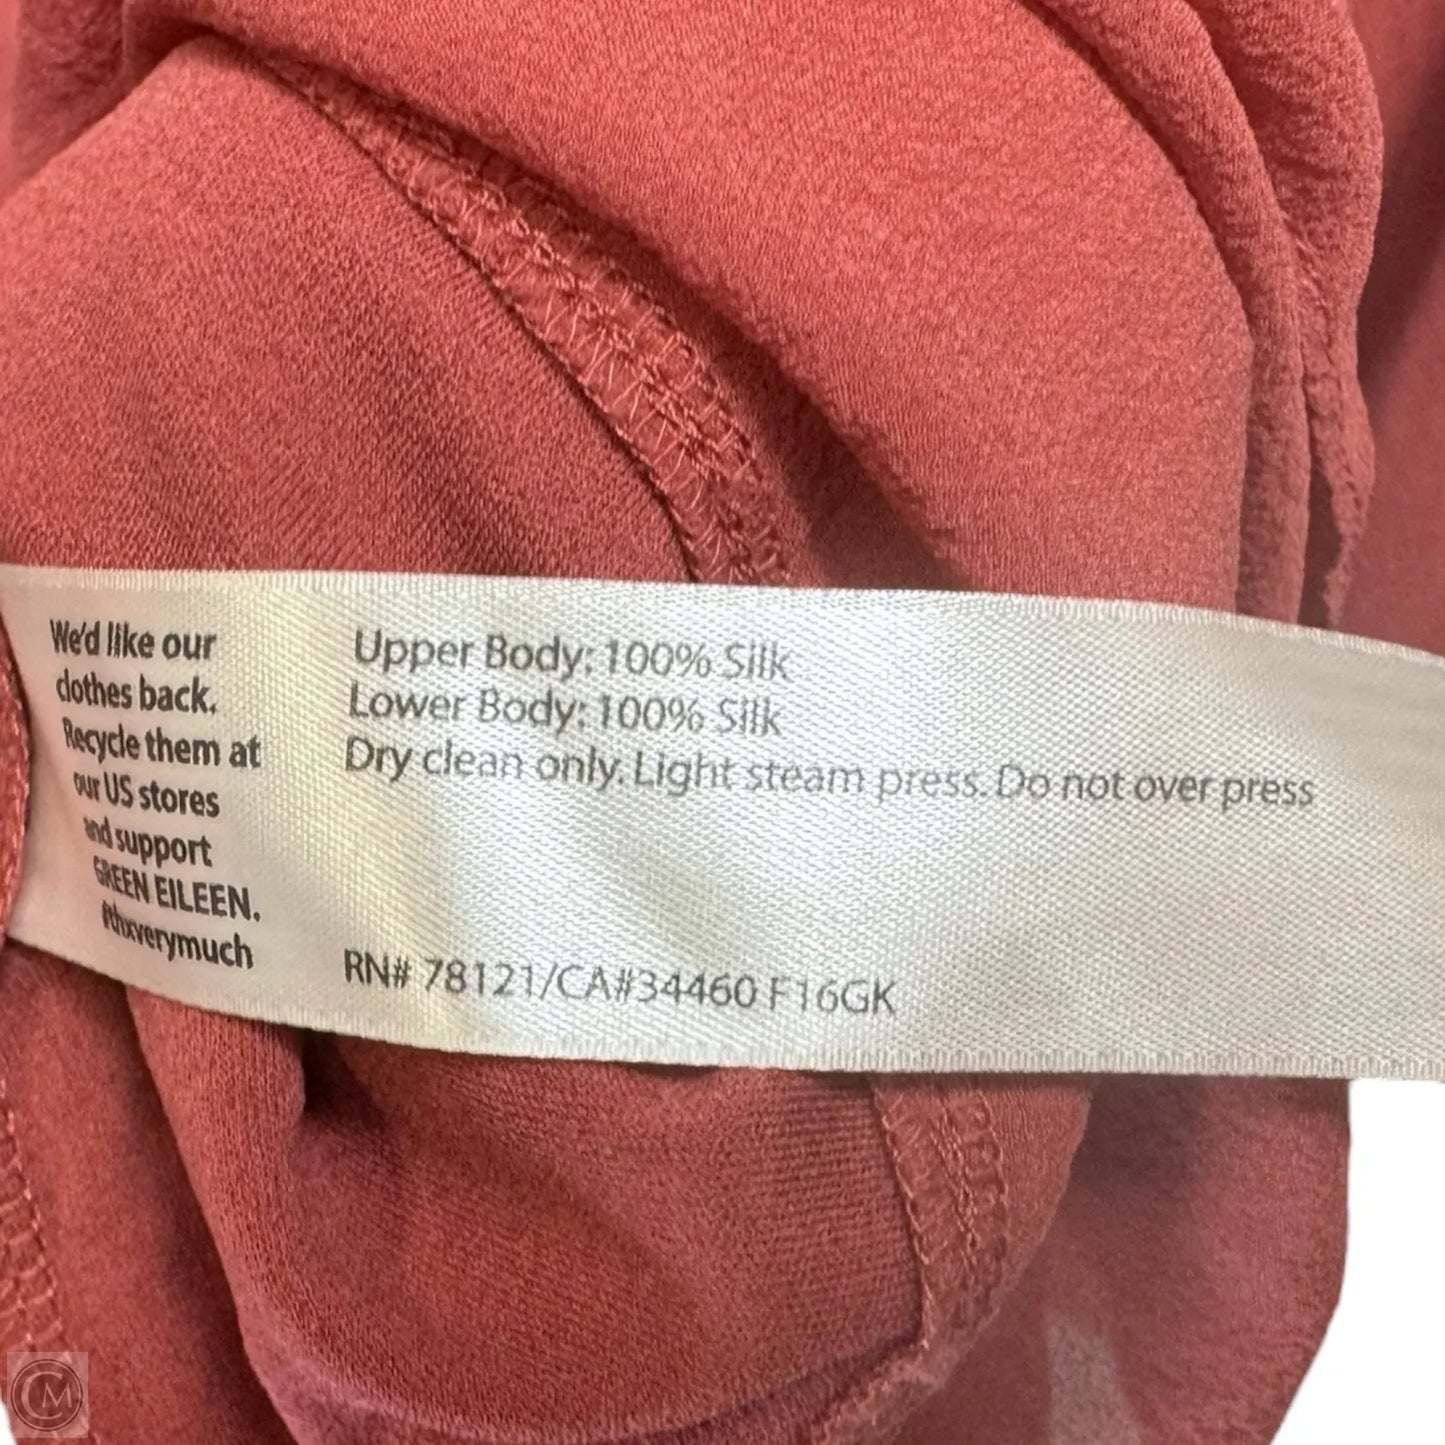 We'd like our
clothes back.
Recycle them at
our US stores
and support
GREEN EILEEN.
#thxverymuch
Upper Body: 100% Silk
Lower Body: 100% Silk
Dry clean only. Light steam press. Do not over press
RN# 78121/CA#34460 F16GK
CM